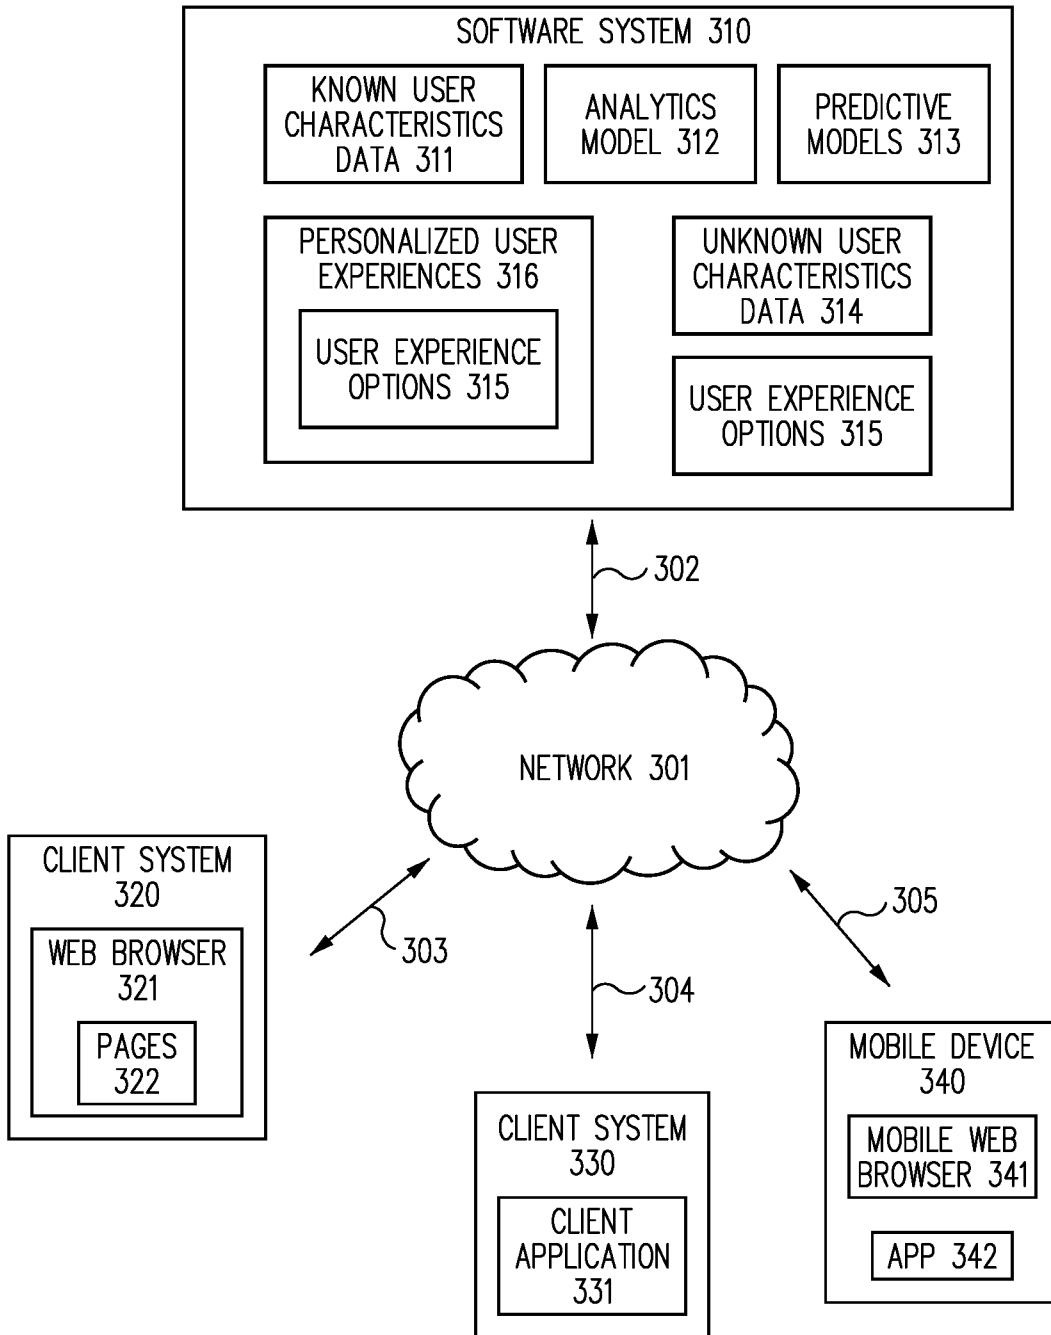 SOFTWARE SYSTEM 310
KNOWN USER
CHARACTERISTICS
DATA 311
ANALYTICS
MODEL 312
PREDICTIVE
MODELS 313
PERSONALIZED USER
EXPERIENCES 316
USER EXPERIENCE
OPTIONS 315
UNKNOWN USER
CHARACTERISTICS
DATA 314
USER EXPERIENCE
OPTIONS 315
302
NETWORK 301
303
304
305
CLIENT SYSTEM
320
WEB BROWSER
321
PAGES
322
CLIENT SYSTEM
330
CLIENT
APPLICATION
331
MOBILE DEVICE
340
MOBILE WEB
BROWSER 341
APP 342